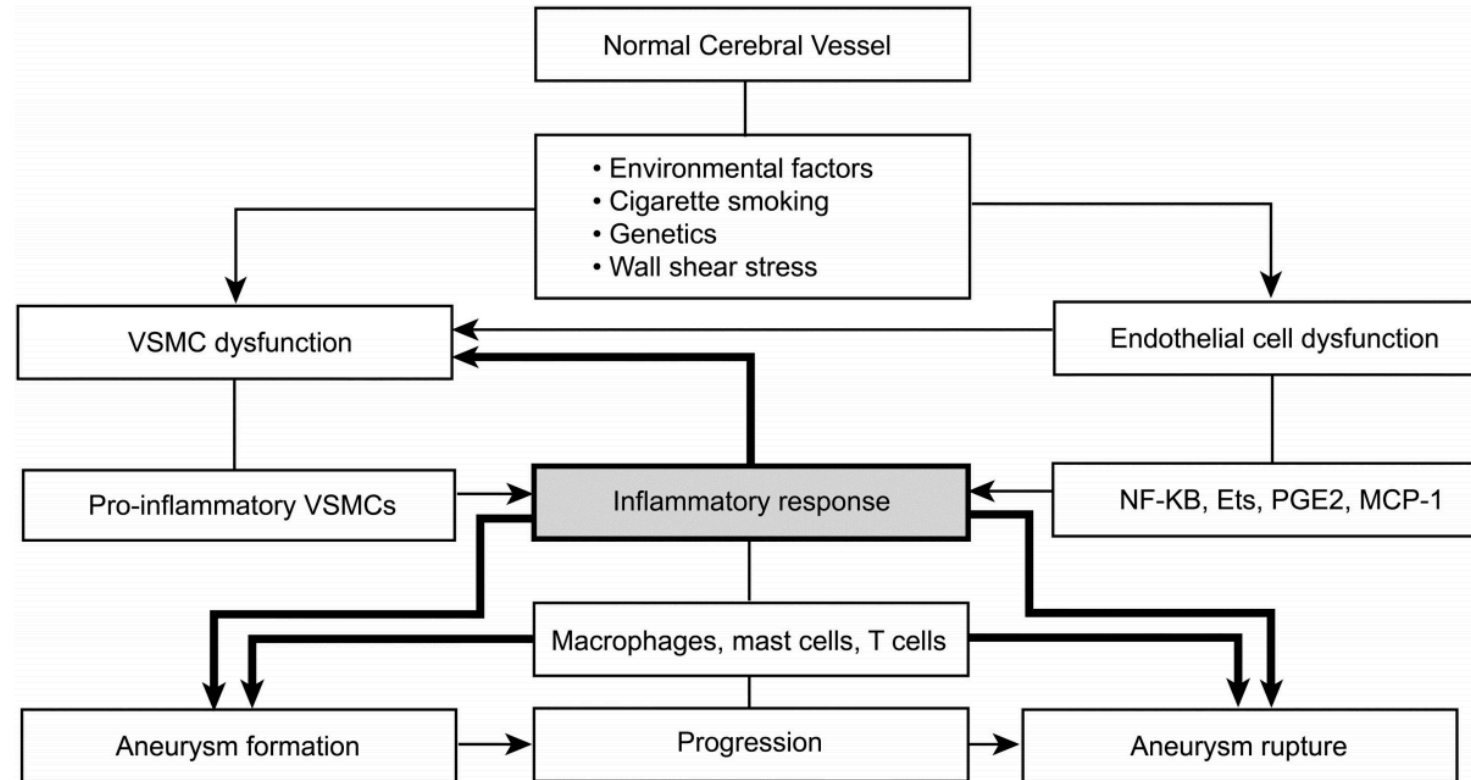 Normal Cerebral Vessel
• Environmental factors
• Cigarette smoking
• Genetics
• Wall shear stress
VSMC dysfunction
Endothelial cell dysfunction
Pro-inflammatory VSMCs
Inflammatory response
NF-KB, Ets, PGE2, MCP-1
Macrophages, mast cells, T cells
Aneurysm formation
Progression
Aneurysm rupture